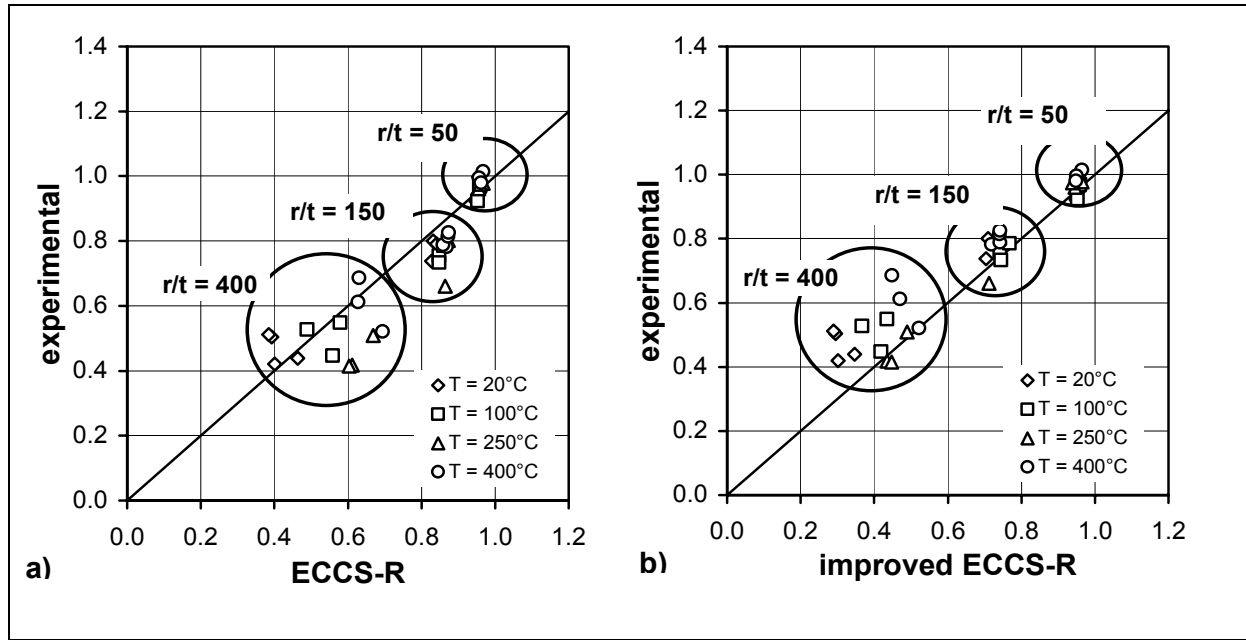 1.4
1.2
1.0
0.8
0.6
0.4
0.2
0.0
experimental
r/t = 50
r/t = 150
r/t = 400
T = 20°C
T = 100°C
T = 250°C
T = 400°C
0.0 0.2 0.4 0.6 0.8 1.0 1.2
a)
ECCS-R
1.4
1.2
1.0
0.8
0.6
0.4
0.2
0.0
experimental
r/t = 50
r/t = 150
r/t = 400
T = 20°C
T = 100°C
T = 250°C
T = 400°C
0.0 0.2 0.4 0.6 0.8 1.0 1.2
b)
improved ECCS-R